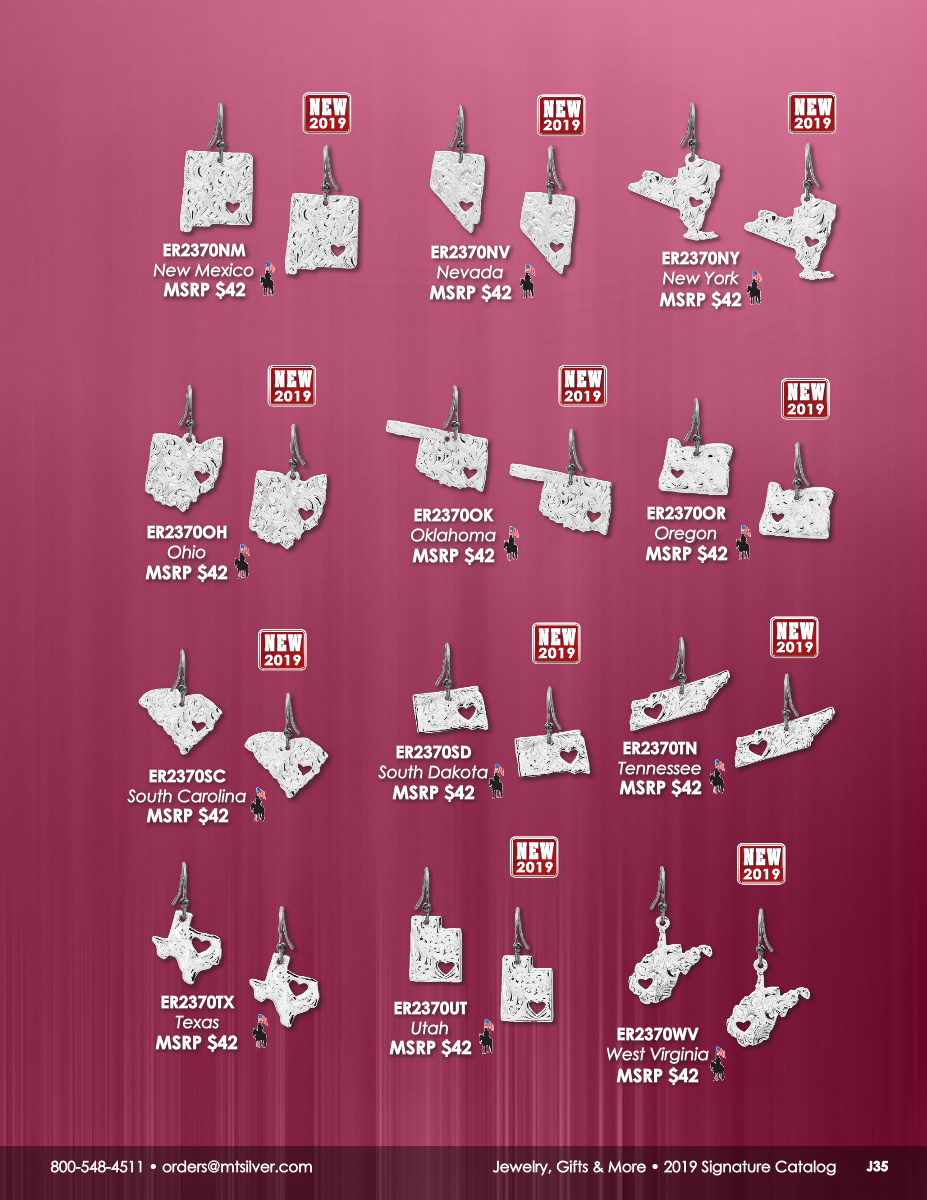 NEW
2019
NEW
2019
NEW
2019
ER2370NM
New Mexico
MSRP $42
ER2370NV
Nevada
MSRP $42
ER2370NY
New York
MSRP $42
NEW
2019
NEW
2019
NEW
2019
ER2370OH
Ohio
MSRP $42
ER2370OK
Oklahoma
MSRP $42
ER2370OR
Oregon
MSRP $42
NEW
2019
NEW
2019
NEW
2019
ER2370SC
South Carolina
MSRP $42
ER2370SD
South Dakota
MSRP $42
ER2370TN
Tennessee
MSRP $42
NEW
2019
NEW
2019
ER2370TX
Texas
MSRP $42
ER2370UT
Utah
MSRP $42
ER2370WV
West Virginia
MSRP $42
800-548-4511 • orders@mtsilver.com
Jewelry, Gifts & More • 2019 Signature Catalog J35